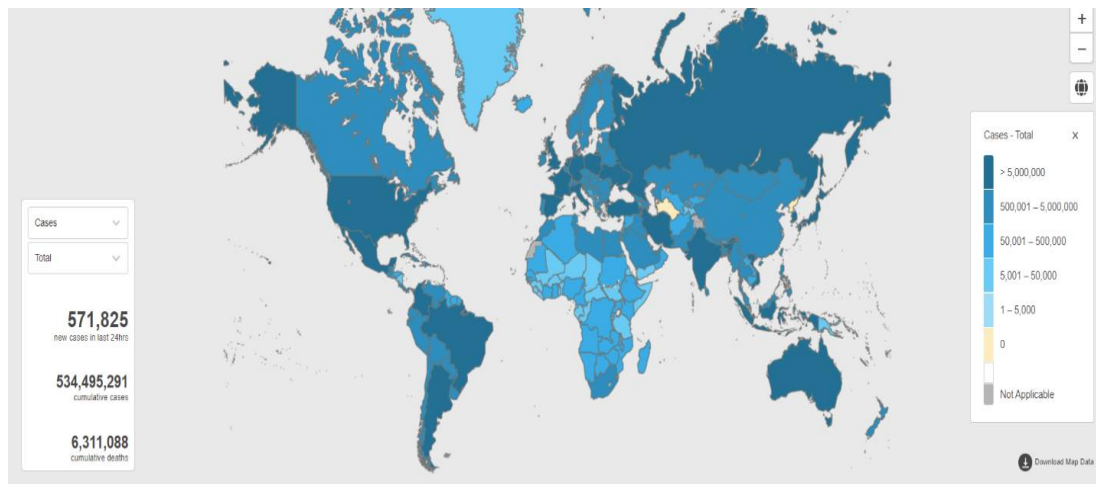 Cases
Total
571,825
new cases in last 24hrs
534,495,291
cumulative cases
6,311,088
cumulative deaths
+
−
Cases - Total x
> 5,000,000
500,001 – 5,000,000
50,001 – 500,000
5,001 – 50,000
1 – 5,000
0
Not Applicable
Download Map Data